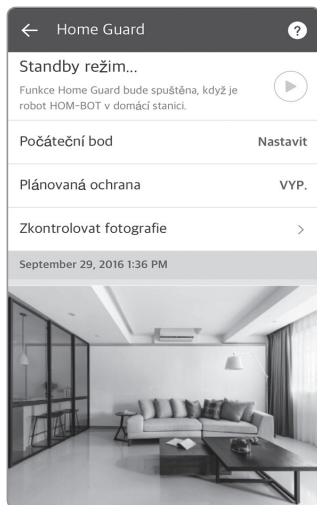 Home Guard
?
Standby režim...
Funkce Home Guard bude spuštěna, když je
robot HOM-BOT v domácí stanici.
Počáteční bod Nastavit
Plánovaná ochrana VYP.
Zkontrolovat fotografie
September 29, 2016 1:36 PM